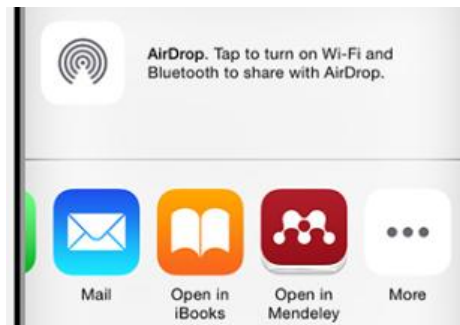 AirDrop. Tap to turn on Wi-Fi and
Bluetooth to share with AirDrop.
Mail
Open in
iBooks
Open in
Mendeley
More